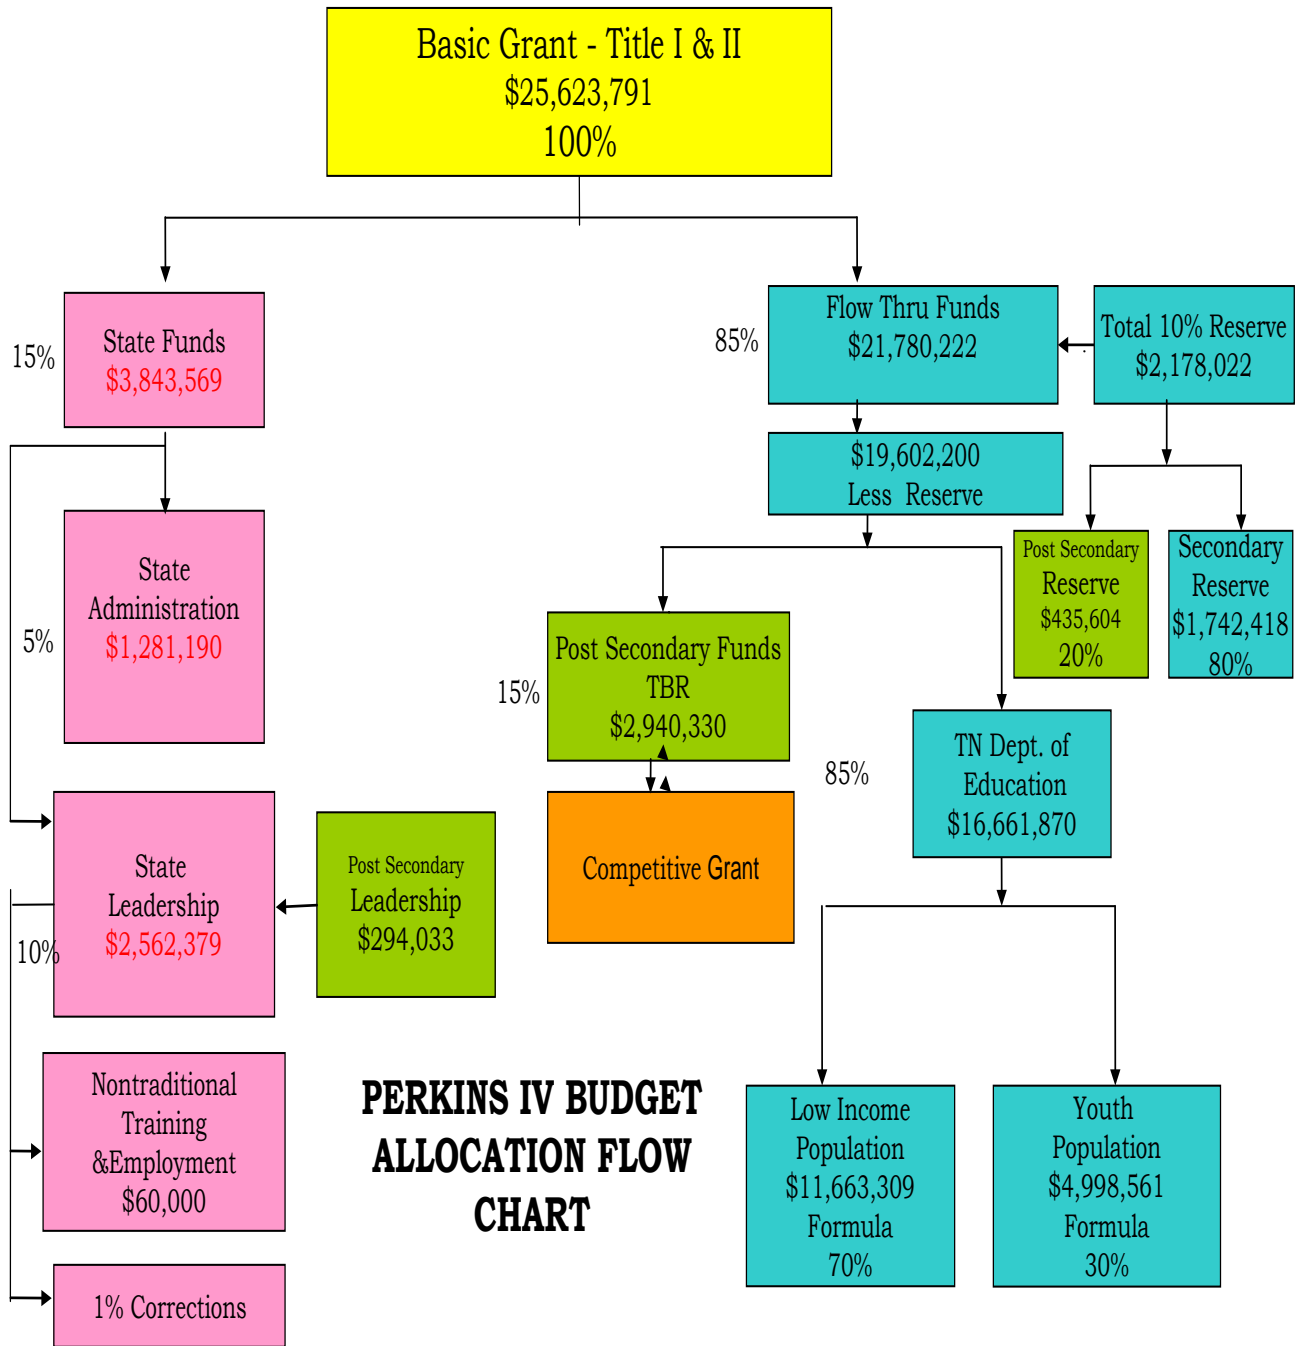 Basic Grant - Title I & II
$25,623,791
100%
15%
State Funds
$3,843,569
85%
Flow Thru Funds
$21,780,222
Total 10% Reserve
$2,178,022
$19,602,200
Less Reserve
5%
State
Administration
$1,281,190
Post Secondary
Reserve
$435,604
20%
Secondary
Reserve
$1,742,418
80%
15%
Post Secondary Funds
TBR
$2,940,330
85%
TN Dept. of
Education
$16,661,870
10%
State
Leadership
$2,562,379
Post Secondary
Leadership
$294,033
Competitive Grant
Nontraditional
Training
&Employment
$60,000
1% Corrections
PERKINS IV BUDGET
ALLOCATION FLOW
CHART
Low Income
Population
$11,663,309
Formula
70%
Youth
Population
$4,998,561
Formula
30%